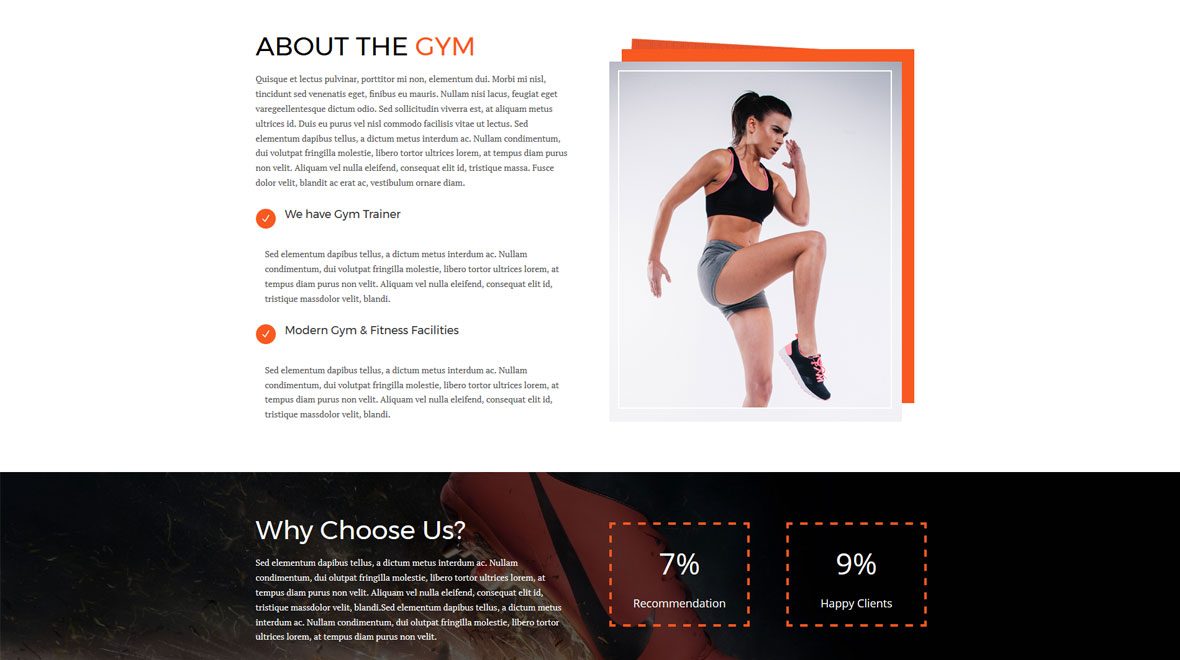 ABOUT THE GYM
Quisque et lectus pulvinar, porttitor mi non, elementum dui. Morbi mi nisl,
tincidunt sed venenatis eget, finibus eu mauris. Nullam nisi lacus, feugiat eget
varegeellentesque dictum odio. Sed sollicitudin viverra est, at aliquam metus
ultrices id. Duis eu purus vel nisl commodo facilisis vitae ut lectus. Sed
elementum dapibus tellus, a dictum metus interdum ac. Nullam condimentum,
dui volutpat fringilla molestie, libero tortor ultrices lorem, at tempus diam purus
non velit. Aliquam vel nulla eleifend, consequat elit id, tristique massa. Fusce
dolor velit, blandit ac erat ac, vestibulum ornare diam.
We have Gym Trainer
Sed elementum dapibus tellus, a dictum metus interdum ac. Nullam
condimentum, dui volutpat fringilla molestie, libero tortor ultrices lorem, at
tempus diam purus non velit. Aliquam vel nulla eleifend, consequat elit id,
tristique massdolor velit, blandi.
Modern Gym & Fitness Facilities
Sed elementum dapibus tellus, a dictum metus interdum ac. Nullam
condimentum, dui volutpat fringilla molestie, libero tortor ultrices lorem, at
tempus diam purus non velit. Aliquam vel nulla eleifend, consequat elit id,
tristique massdolor velit, blandi.
Why Choose Us?
Sed elementum dapibus tellus, a dictum metus interdum ac. Nullam
condimentum, dui olutpat fringilla molestie, libero tortor ultrices lorem, at
tempus diam purus non velit. Aliquam vel nulla eleifend, consequat elit id,
tristique massdolor velit, blandi.Sed elementum dapibus tellus, a dictum metus
interdum ac. Nullam condimentum, dui olutpat fringilla molestie, libero tortor
ultrices lorem, at tempus diam purus non velit.
7%
Recommendation
9%
Happy Clients